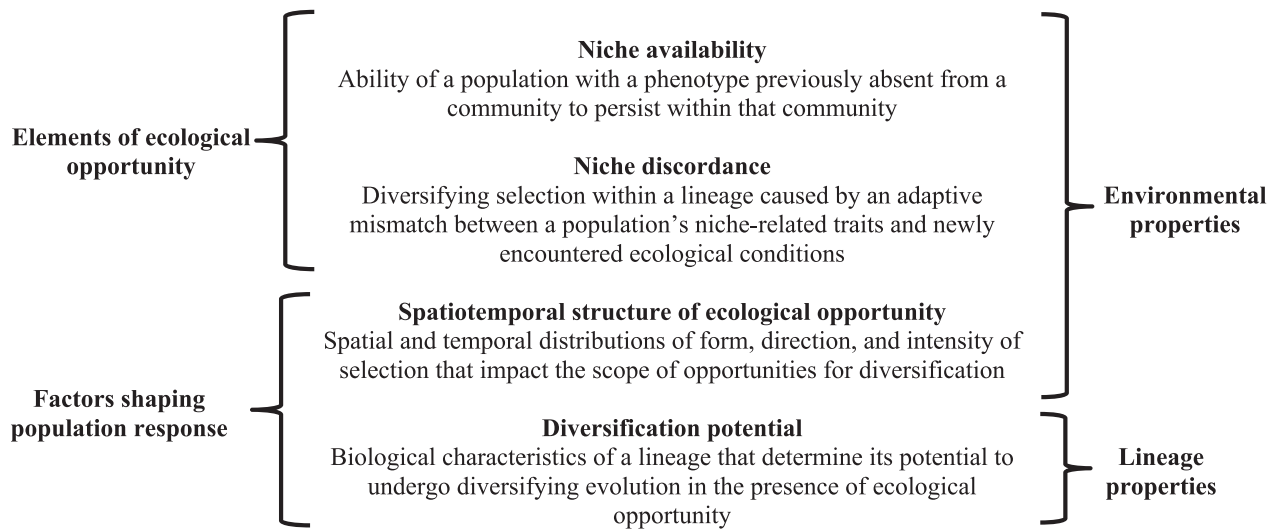 Elements of ecological
opportunity
Niche availability
Ability of a population with a phenotype previously absent from a
community to persist within that community
Niche discordance
Diversifying selection within a lineage caused by an adaptive
mismatch between a population’s niche-related traits and newly
encountered ecological conditions
Environmental
properties
Factors shaping
population response
Spatiotemporal structure of ecological opportunity
Spatial and temporal distributions of form, direction, and intensity of
selection that impact the scope of opportunities for diversification
Diversification potential
Biological characteristics of a lineage that determine its potential to
undergo diversifying evolution in the presence of ecological
opportunity
Lineage
properties